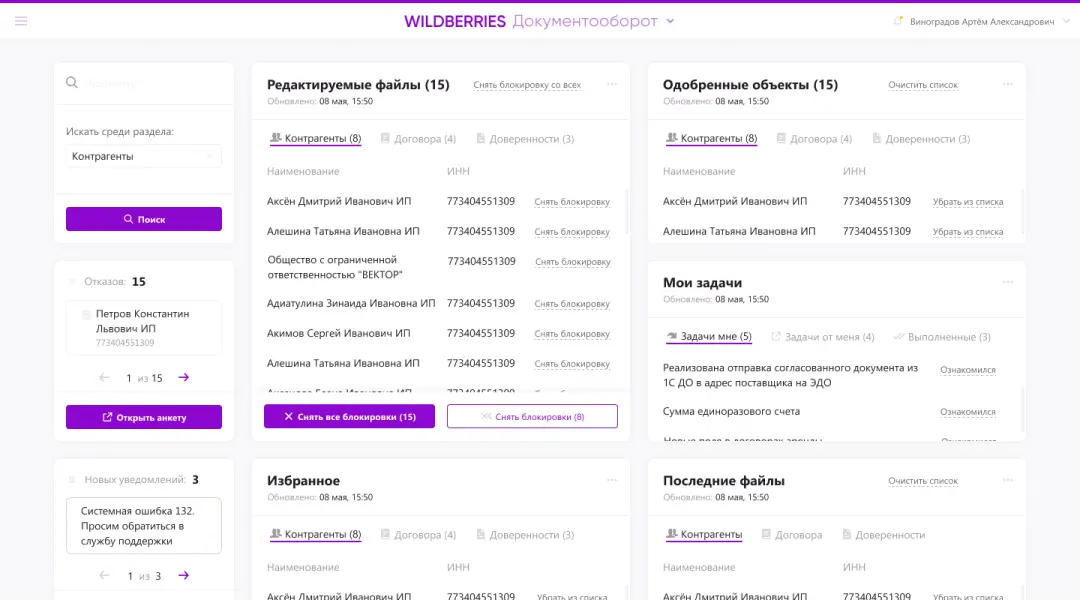 WILDBERRIES Документооборот
Виноградов Артём Александрович
Искать среди раздела:
Контрагенты
Поиск
Отказов: 15
Петров Константин
Львович ИП
773404551309
1 из 15
Открыть анкету
Новых уведомлений: 3
Системная ошибка 132.
Просим обратиться в
службу поддержки
1 из 3
Редактируемые файлы (15) Снять блокировку со всех
Обновлено: 08 мая, 15:50
Контрагенты (8) Договора (4) Доверенности (3)
Наименование ИНН
Аксён Дмитрий Иванович ИП 773404551309 Снять блокировку
Алешина Татьяна Ивановна ИП 773404551309 Снять блокировку
Общество с ограниченной
ответственностью "ВЕКТОР" 773404551309 Снять блокировку
Адиатулина Зинаида Ивановна ИП 773404551309 Снять блокировку
Акимов Сергей Иванович ИП 773404551309 Снять блокировку
Алешина Татьяна Ивановна ИП 773404551309 Снять блокировку
Снять все блокировки (15) Снять блокировки (8)
Одобренные объекты (15) Очистить список
Обновлено: 08 мая, 15:50
Контрагенты (8) Договора (4) Доверенности (3)
Наименование ИНН
Аксён Дмитрий Иванович ИП 773404551309 Убрать из списка
Алешина Татьяна Ивановна ИП 773404551309 Убрать из списка
Мои задачи
Обновлено: 08 мая, 15:50
Задачи мне (5) Задачи от меня (4) Выполненные (3)
Реализована отправка согласованного документа из
1С ДО в адрес поставщика на ЭДО Ознакомился
Сумма единоразового счета Ознакомился
Новые поля в договорах аренды Ознакомился
Избранное
Обновлено: 08 мая, 15:50
Контрагенты (8) Договора (4) Доверенности (3)
Наименование ИНН
Аксён Дмитрий Иванович ИП 773404551309 Убрать из списка
Последние файлы Очистить список
Обновлено: 08 мая, 15:50
Контрагенты Договора Доверенности
Наименование ИНН
Аксён Дмитрий Иванович ИП 773404551309 Убрать из списка